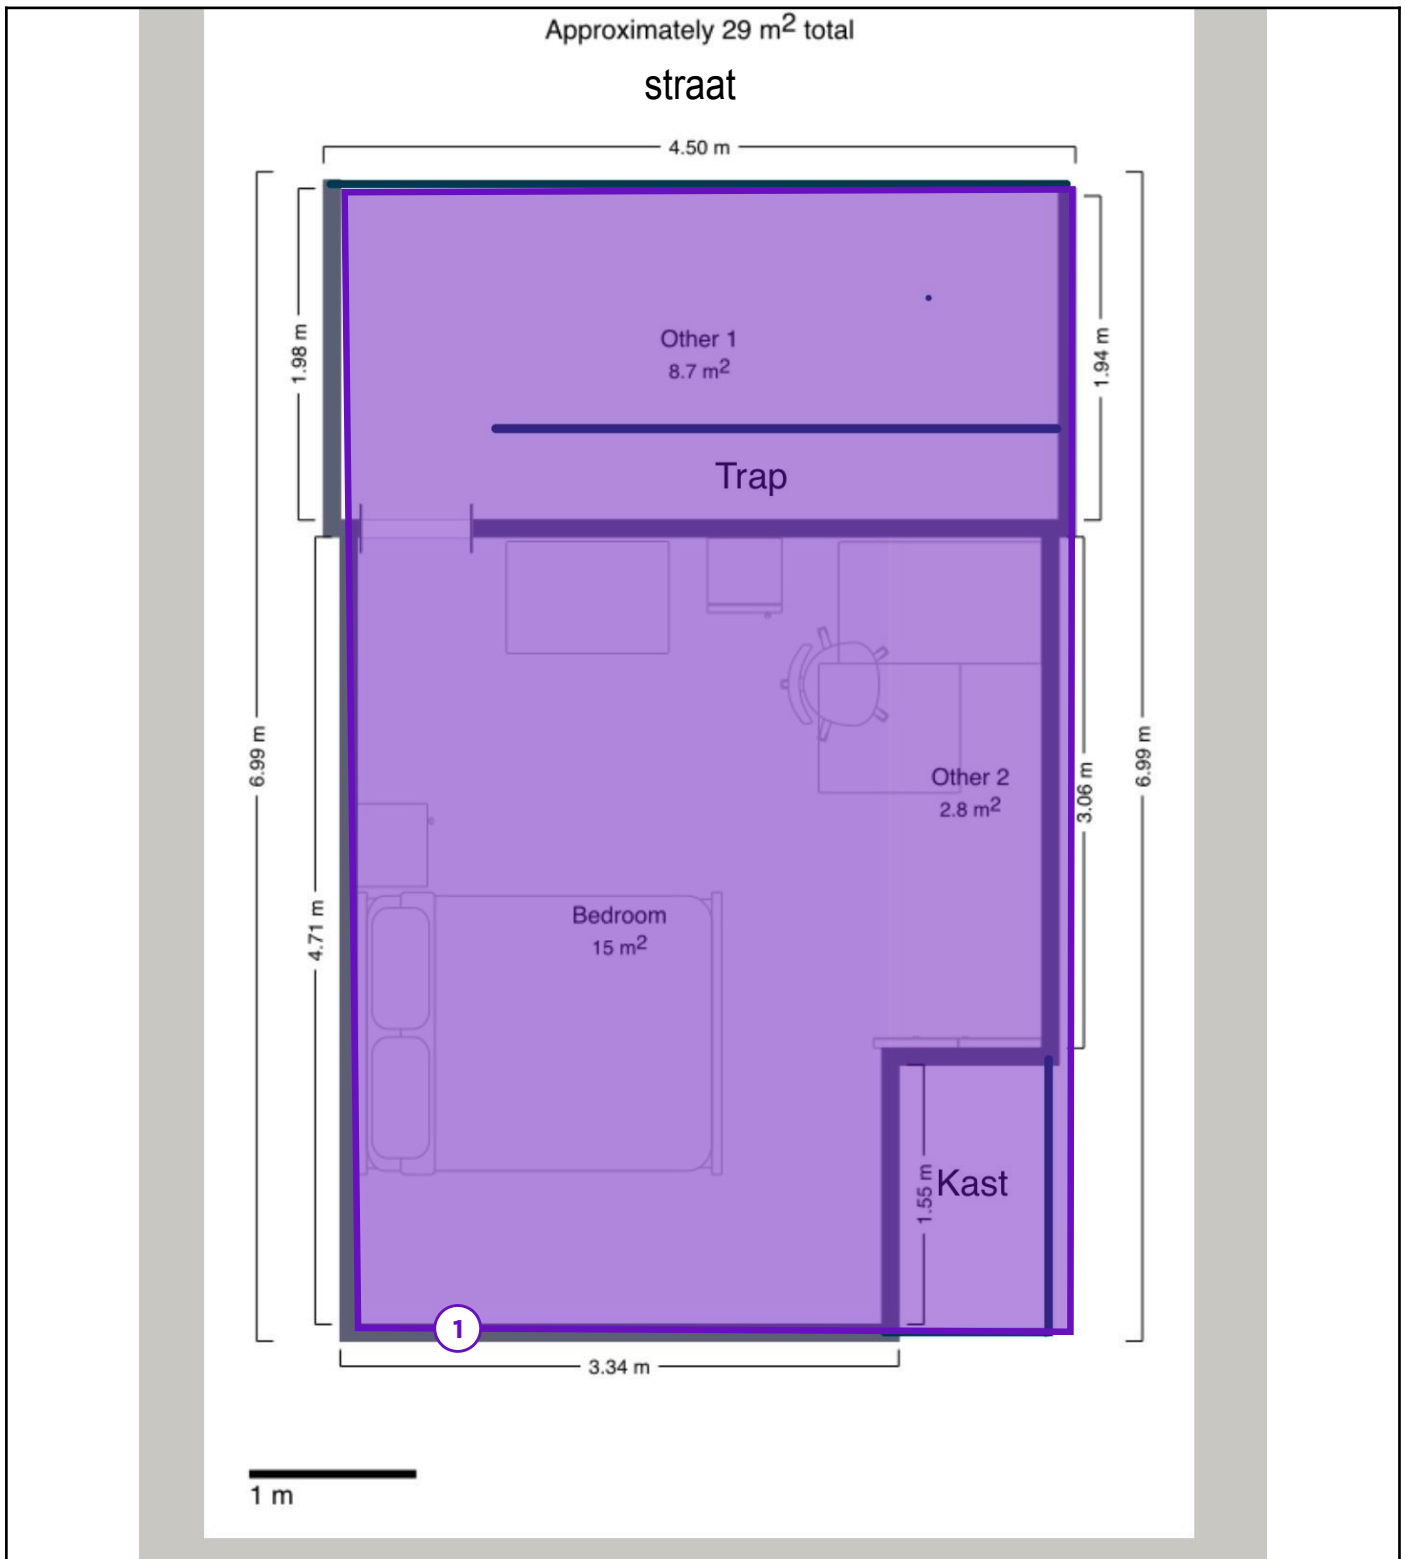 Approximately 29 m² total
straat
4.50 m
1.98 m
1.94 m
Other 1
8.7 m²
Trap
6.99 m
6.99 m
3.06 m
Other 2
2.8 m²
4.71 m
Bedroom
15 m²
1.55 m
Kast
1
3.34 m
1 m